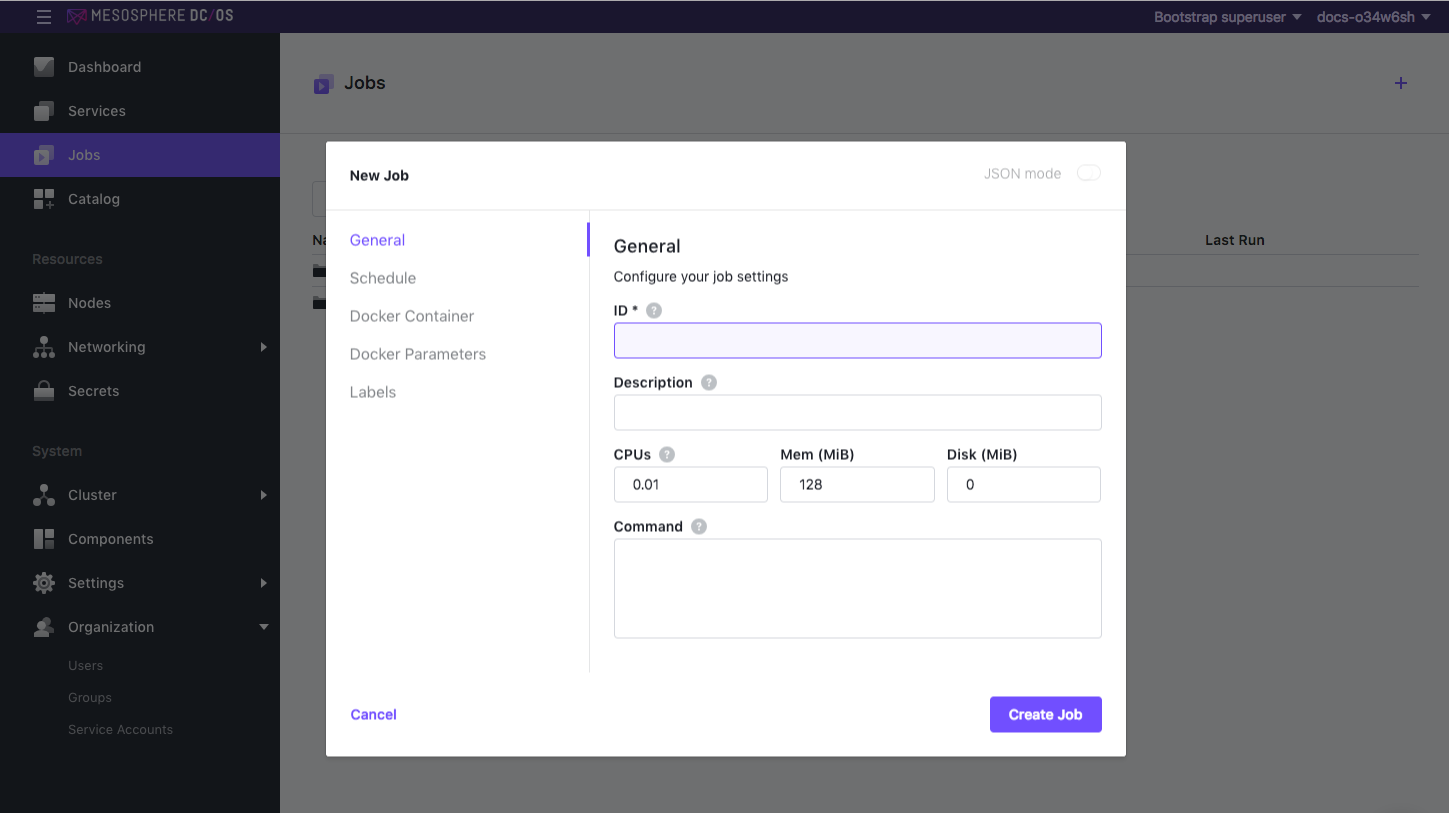 MESOSPHERE DC/OS
Bootstrap superuser
docs-o34w6sh
Dashboard
Services
Jobs
Catalog
Resources
Nodes
Networking
Secrets
System
Cluster
Components
Settings
Organization
Users
Groups
Service Accounts
Jobs
+
Na
Last Run
New Job
JSON mode
General
Schedule
Docker Container
Docker Parameters
Labels
General
Configure your job settings
ID * ?
Description ?
CPUs ? Mem (MiB) Disk (MiB)
0.01 128 0
Command ?
Cancel
Create Job